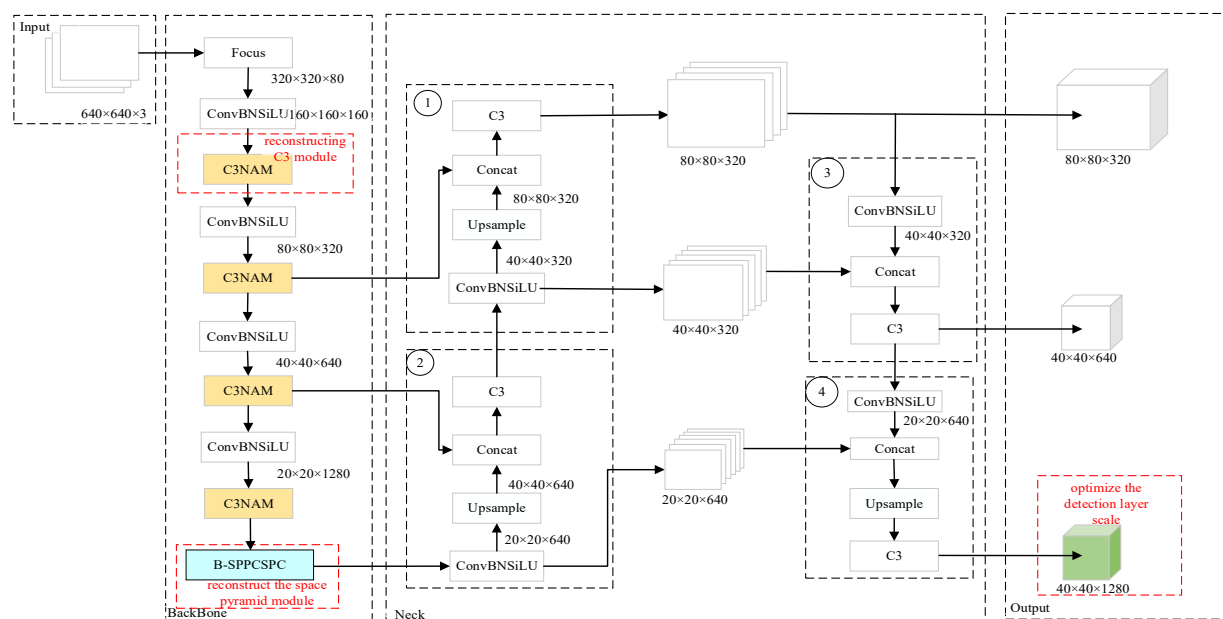 Input
640×640×3
Focus
320×320×80
ConvBNSiLU
160×160×160
reconstructing
C3 module
C3NAM
ConvBNSiLU
80×80×320
C3NAM
ConvBNSiLU
40×40×640
C3NAM
ConvBNSiLU
20×20×1280
C3NAM
B-SPPCSPC
reconstruct the space
pyramid module
BackBone
1
C3
Concat
80×80×320
Upsample
40×40×320
ConvBNSiLU
2
C3
Concat
40×40×640
Upsample
20×20×640
ConvBNSiLU
Neck
80×80×320
40×40×320
20×20×640
3
ConvBNSiLU
40×40×320
Concat
C3
4
ConvBNSiLU
20×20×640
Concat
Upsample
C3
80×80×320
40×40×640
optimize the
detection layer
scale
40×40×1280
Output